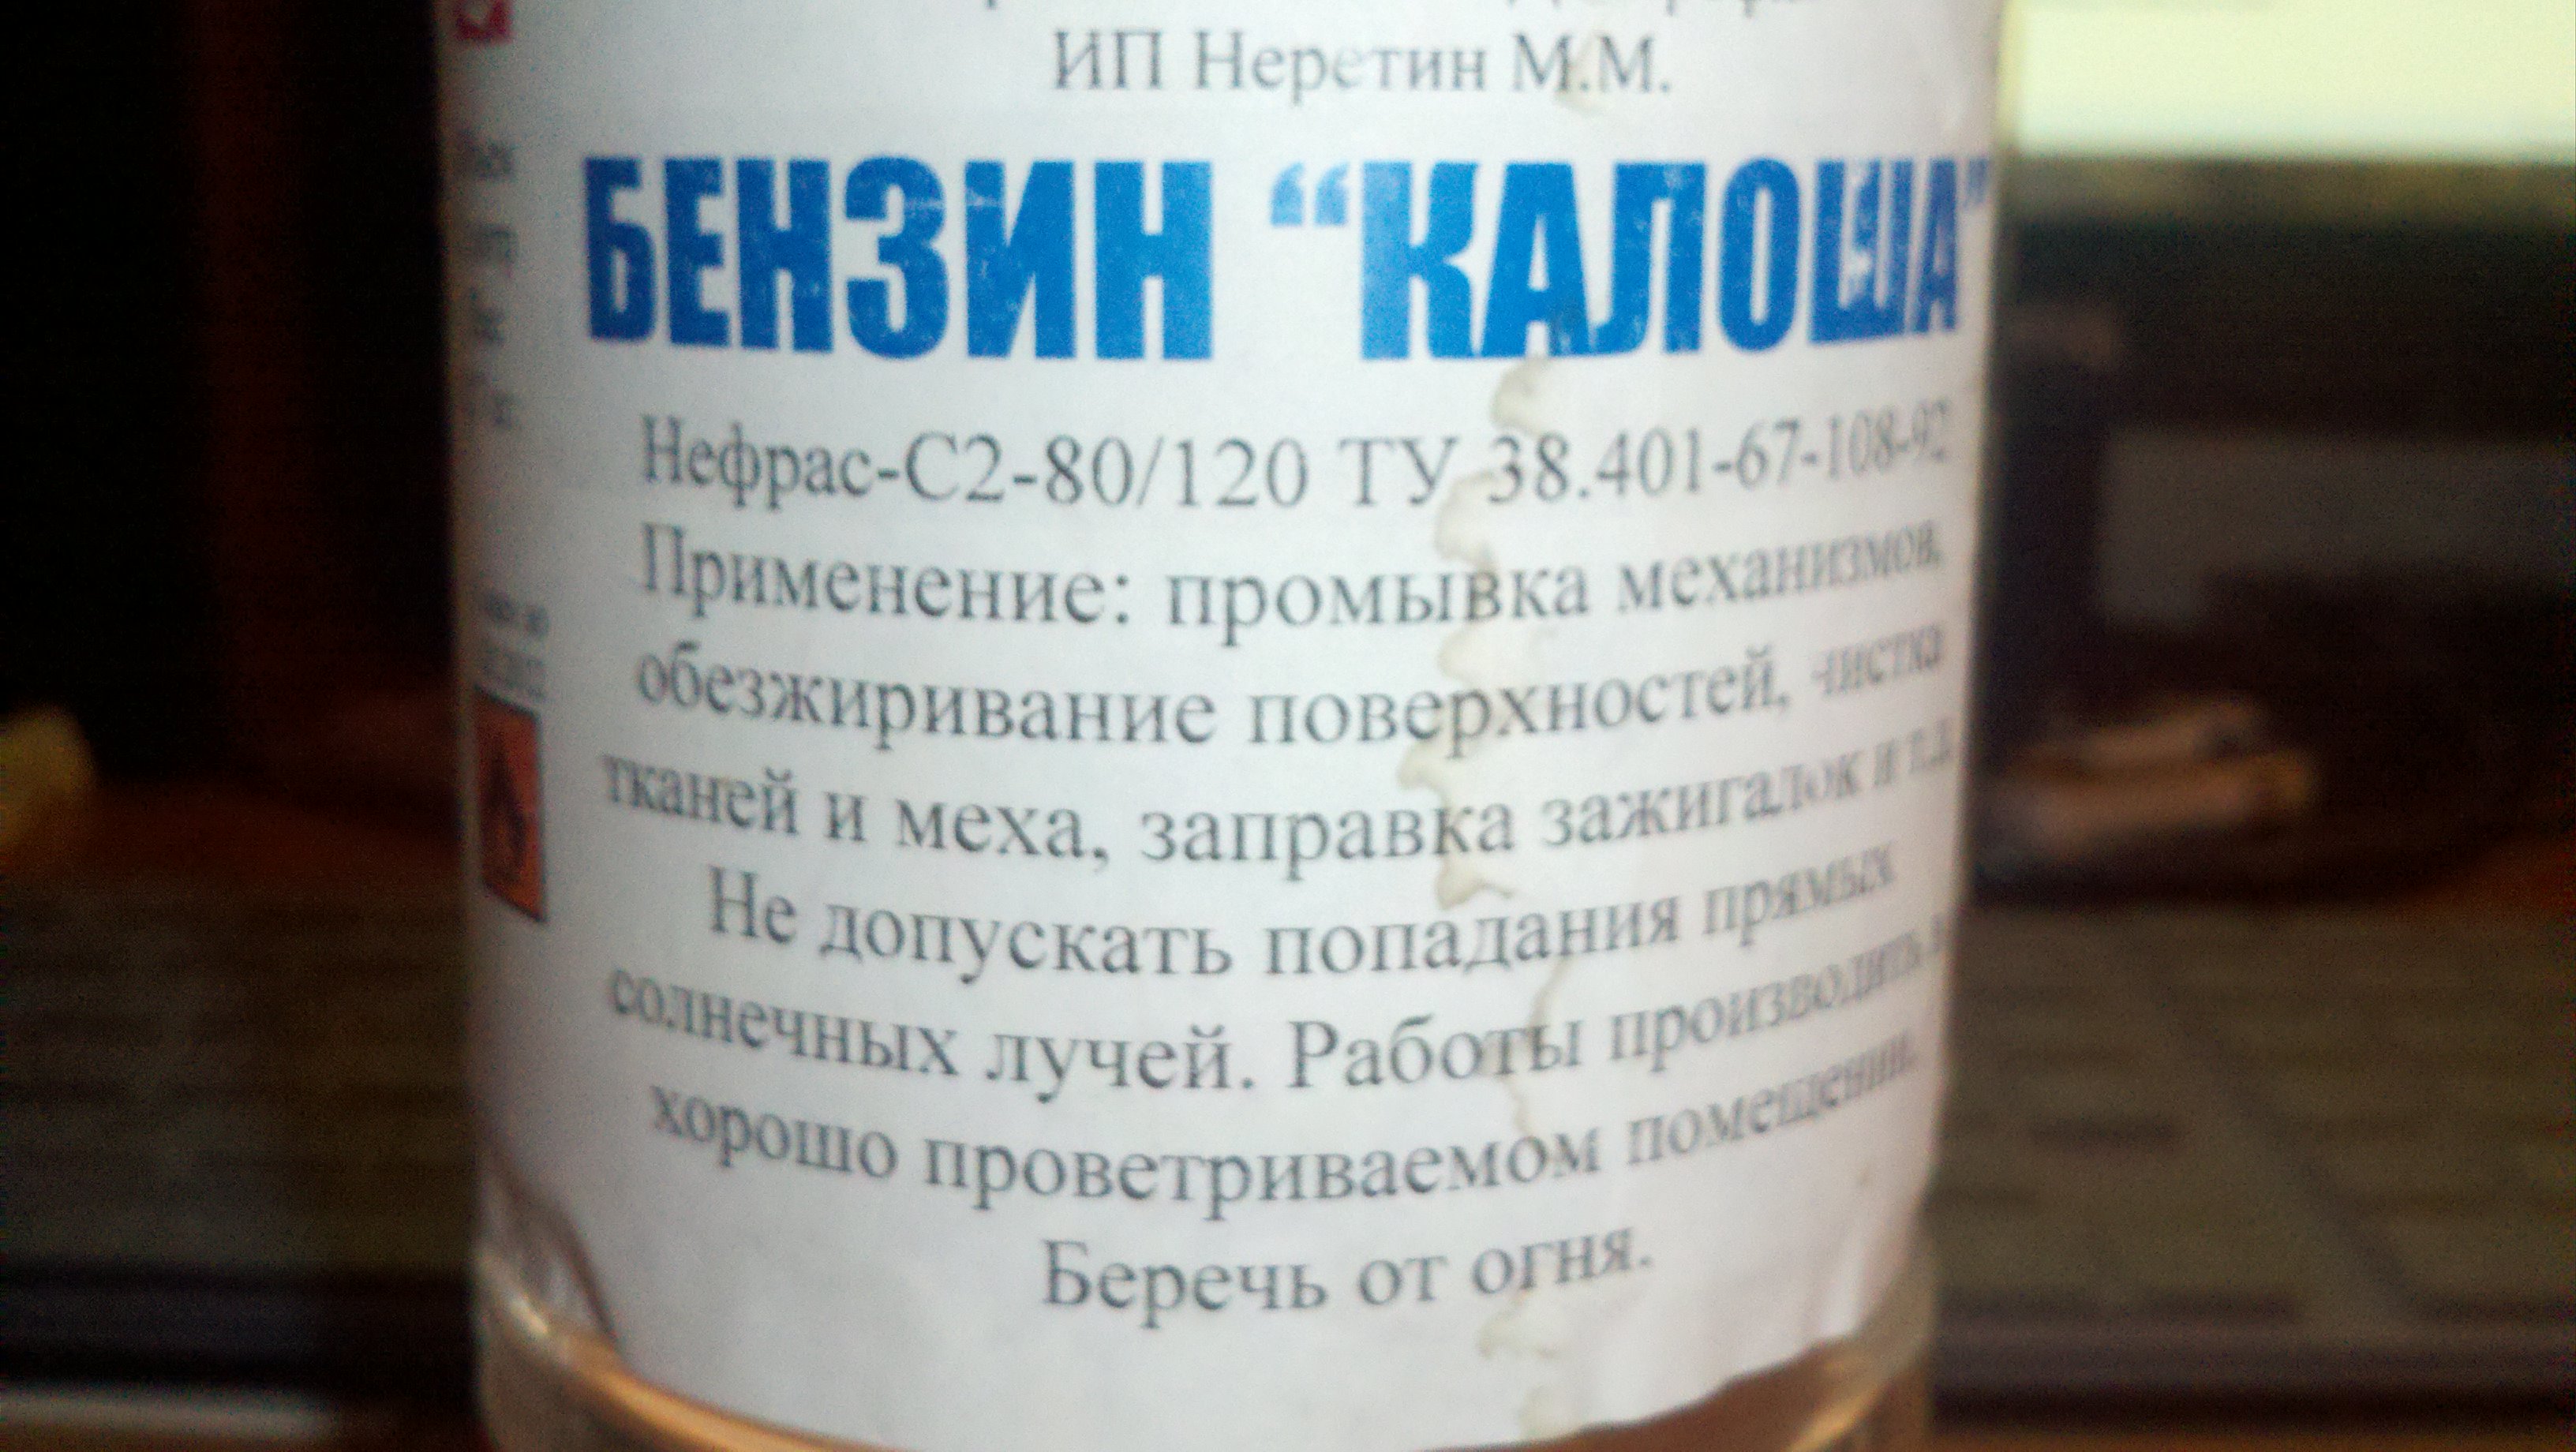 ИП Неретин М.М.
БЕНЗИН “КАЛОША”
Нефрас-С2-80/120 ТУ 38.401-67-108-92
Применение: промывка механизмов,
обезжиривание поверхностей, чистка
тканей и меха, заправка зажигалок и т.д.
Не допускать попадания прямых
солнечных лучей. Работы производить в
хорошо проветриваемом помещении.
Беречь от огня.